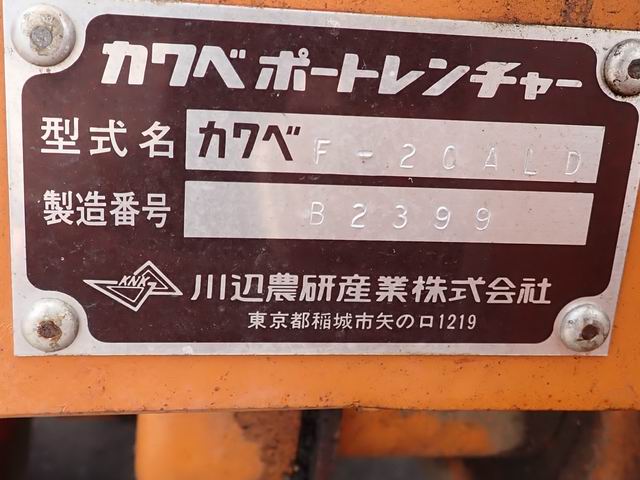 カワベ ポートレンチャー
型式名 カワベ F-20ALD
製造番号 B2399
KNK 川辺農研産業株式会社
東京都稲城市矢の口1219